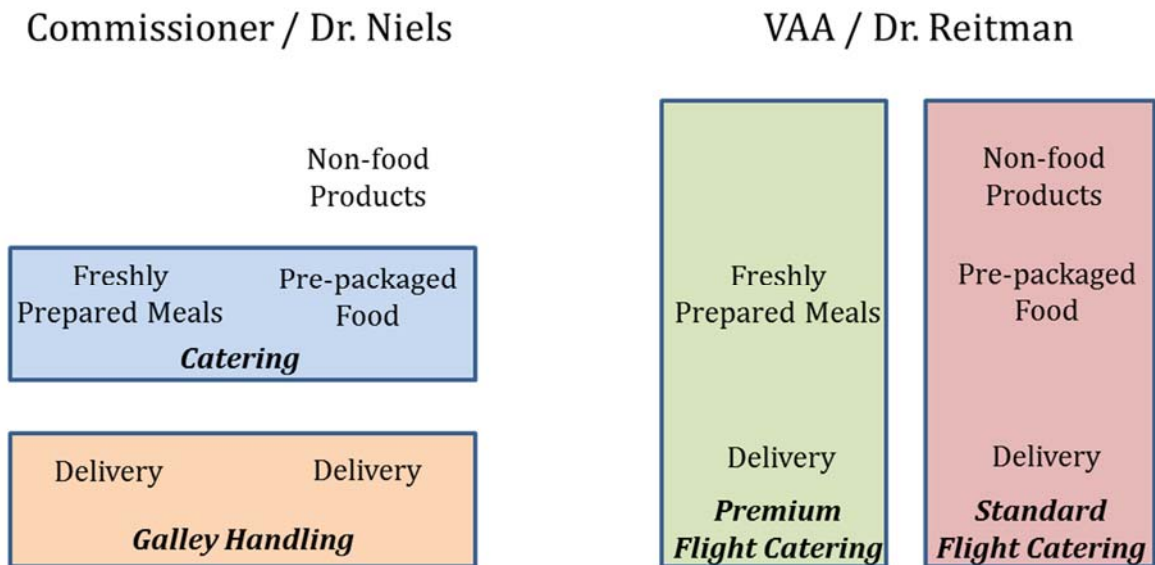 Commissioner / Dr. Niels
Non-food
Products
Freshly
Prepared Meals
Pre-packaged
Food
Catering
Delivery
Delivery
Galley Handling
VAA / Dr. Reitman
Freshly
Prepared Meals
Delivery
Premium
Flight Catering
Non-food
Products
Pre-packaged
Food
Delivery
Standard
Flight Catering